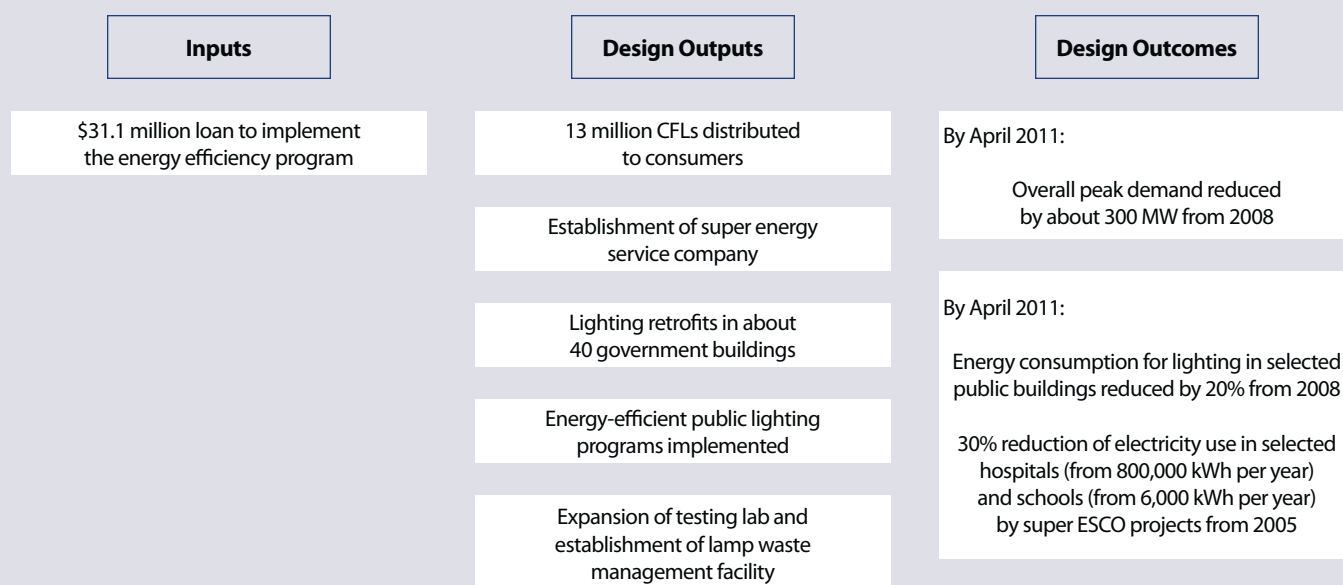 Inputs
$31.1 million loan to implement
the energy efficiency program
Design Outputs
13 million CFLs distributed
to consumers
Establishment of super energy
service company
Lighting retrofits in about
40 government buildings
Energy-efficient public lighting
programs implemented
Expansion of testing lab and
establishment of lamp waste
management facility
Design Outcomes
By April 2011:
Overall peak demand reduced
by about 300 MW from 2008
By April 2011:
Energy consumption for lighting in selected
public buildings reduced by 20% from 2008
30% reduction of electricity use in selected
hospitals (from 800,000 kWh per year)
and schools (from 6,000 kWh per year)
by super ESCO projects from 2005